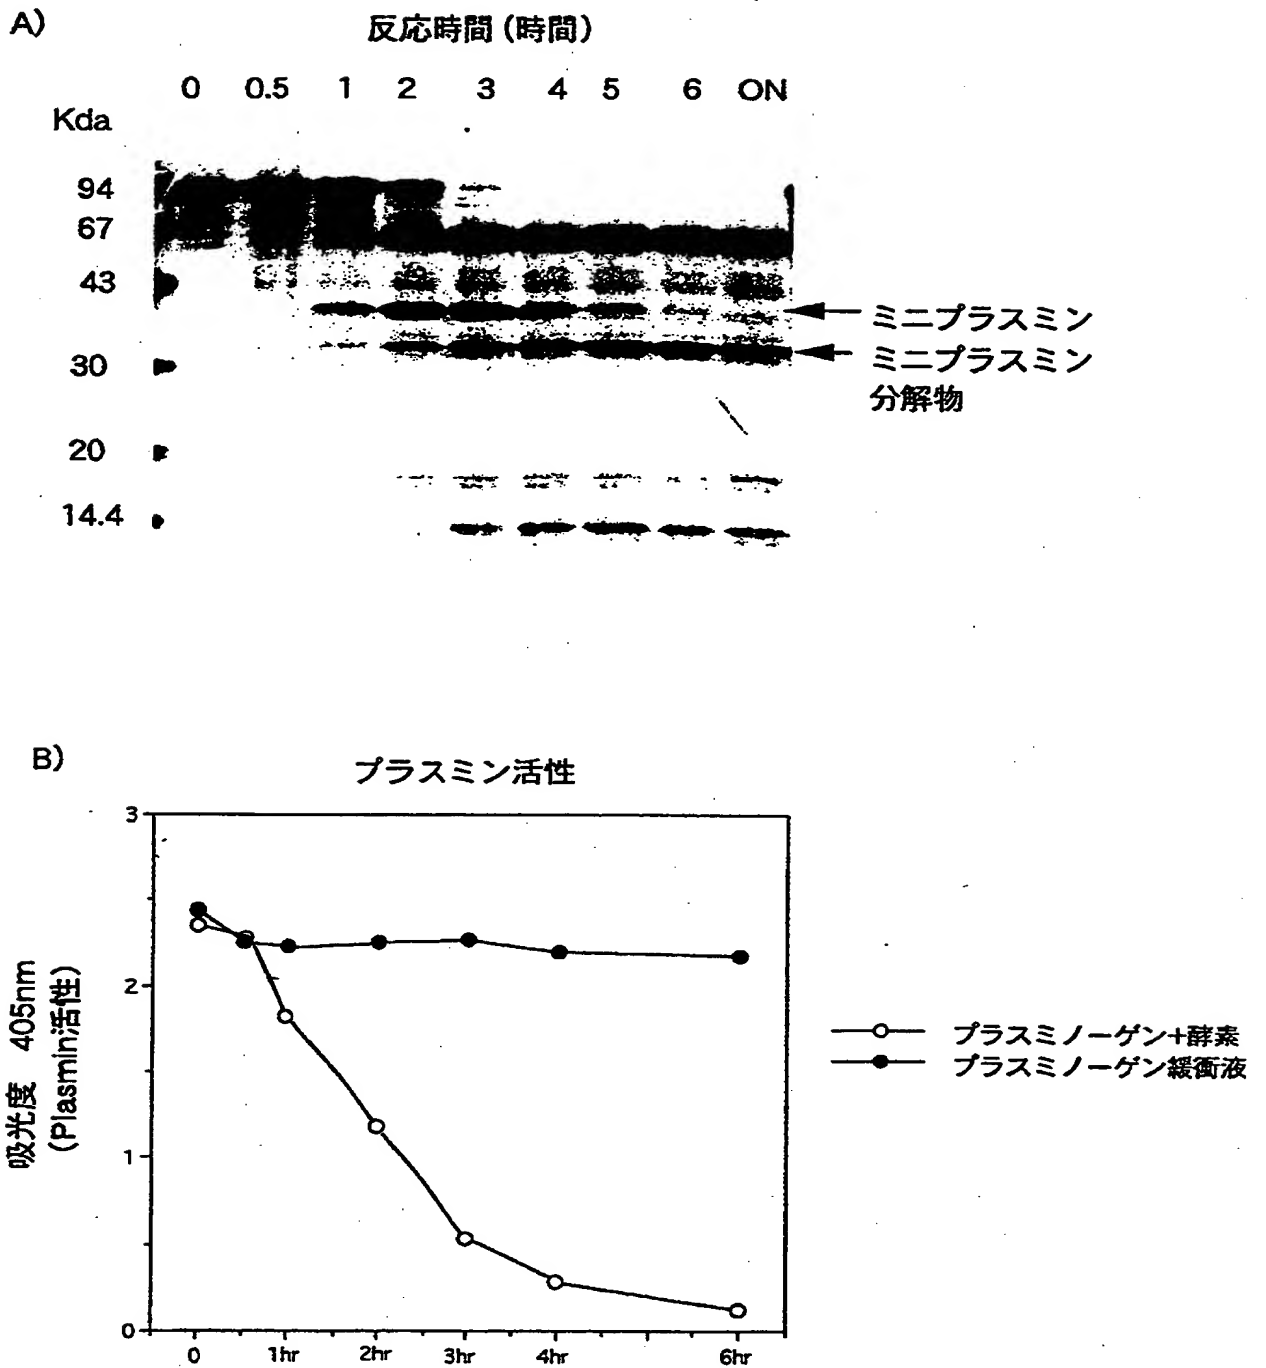 A)
反応時間 (時間)
0 0.5 1 2 3 4 5 6 ON
Kda
94
67
43
30
20
14.4
ミニプラスミン
ミニプラスミン
分解物
B)
プラスミン活性
3
2
1
0
吸光度 405nm
(Plasmin活性)
0 1hr 2hr 3hr 4hr 6hr
プラスミノーゲン+酵素
プラスミノーゲン緩衝液